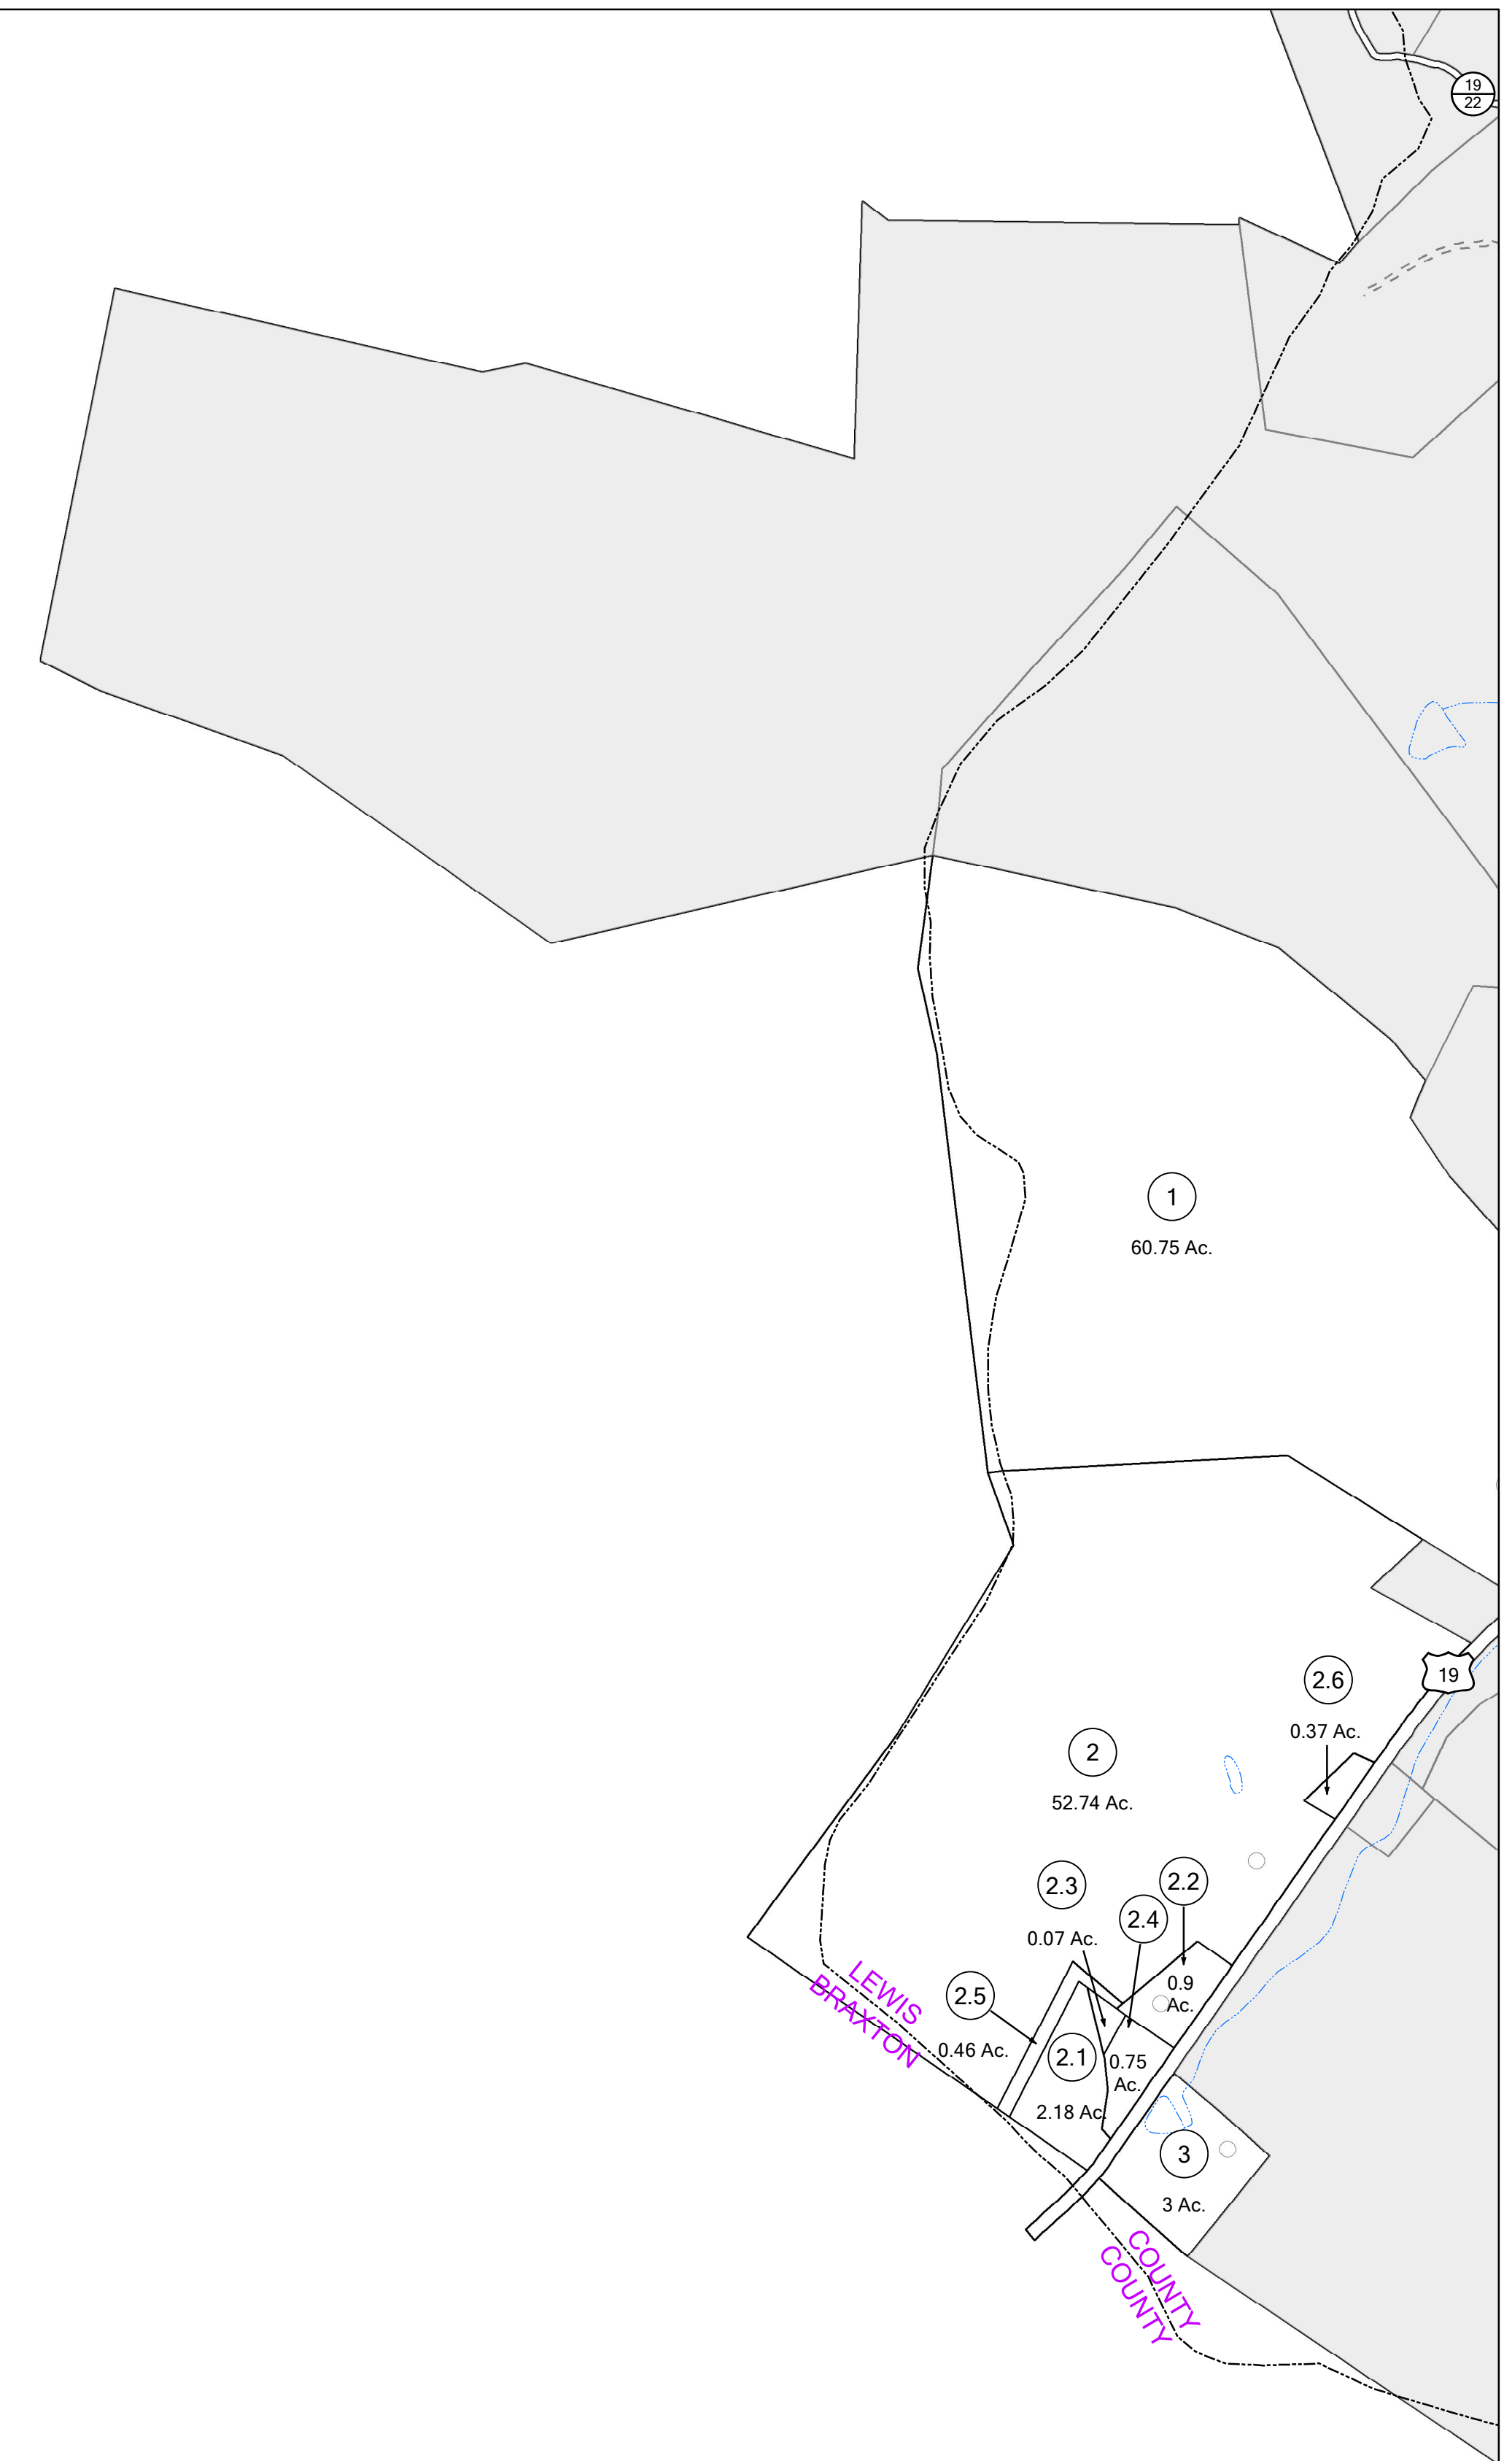 19
22
1
60.75 Ac.
19
2.6
0.37 Ac.
2
52.74 Ac.
2.3
0.07 Ac.
2.2
2.4
0.9
Ac.
2.5
0.46 Ac.
2.1
2.18 Ac.
0.75
Ac.
LEWIS
BRAXTON
3
3 Ac.
COUNTY
COUNTY